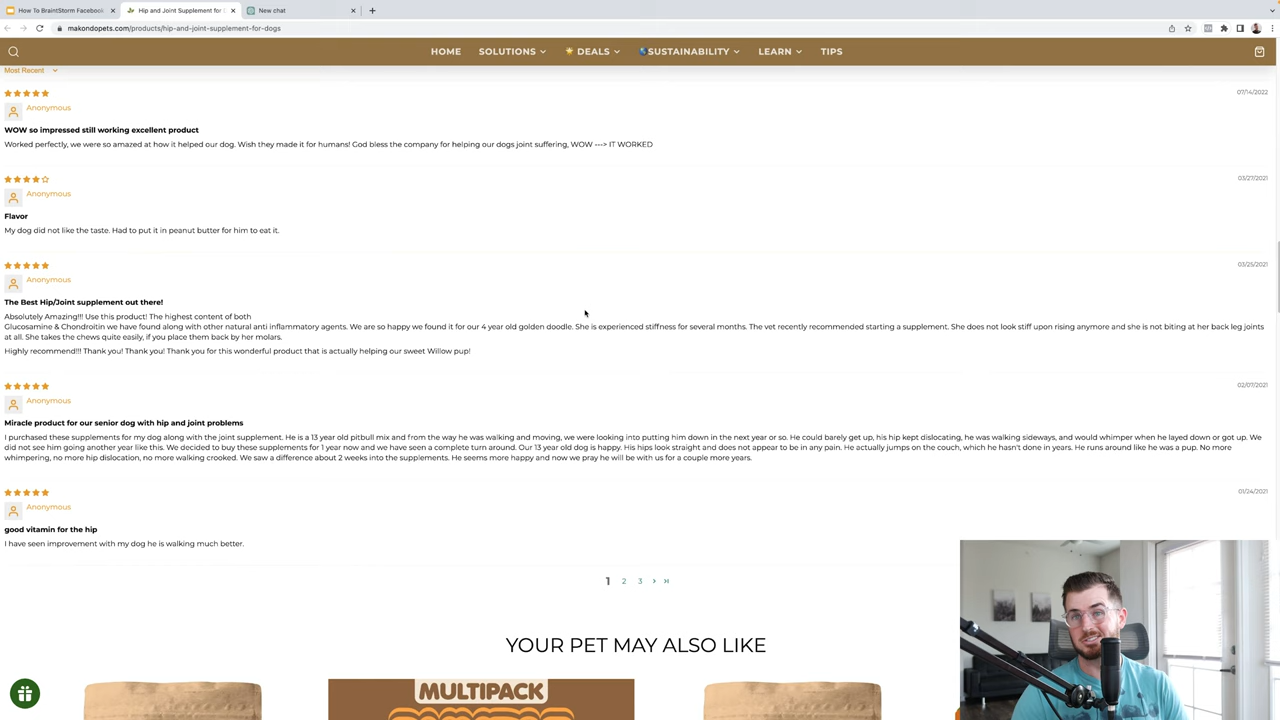 How To BraintStorm Facebook
Hip and Joint Supplement for D
New chat
makondopets.com/products/hip-and-joint-supplement-for-dogs
HOME SOLUTIONS DEALS SUSTAINABILITY LEARN TIPS
Most Recent
07/14/2022
Anonymous
WOW so impressed still working excellent product
Worked perfectly, we were so amazed at how it helped our dog. Wish they made it for humans! God bless the company for helping our dogs joint suffering, WOW ---> IT WORKED
03/27/2021
Anonymous
Flavor
My dog did not like the taste. Had to put it in peanut butter for him to eat it.
03/25/2021
Anonymous
The Best Hip/Joint supplement out there!
Absolutely Amazing!!! Use this product! The highest content of both
Glucosamine & Chondroitin we have found along with other natural anti inflammatory agents. We are so happy we found it for our 4 year old golden doodle. She is experienced stiffness for several months. The vet recently recommended starting a supplement. She does not look stiff upon rising anymore and she is not biting at her back leg joints
at all. She takes the chews quite easily, if you place them back by her molars.
Highly recommend!!! Thank you! Thank you! Thank you for this wonderful product that is actually helping our sweet Willow pup!
02/07/2021
Anonymous
Miracle product for our senior dog with hip and joint problems
I purchased these supplements for my dog along with the joint supplement. He is a 13 year old pitbull mix and from the way he was walking and moving, we were looking into putting him down in the next year or so. He could barely get up, his hip kept dislocating, he was walking sideways, and would whimper when he layed down or got up. We
did not see him going another year like this. We decided to buy these supplements for 1 year now and we have seen a complete turn around. Our 13 year old dog is happy. His hips look straight and does not appear to be in any pain. He actually jumps on the couch, which he hasn't done in years. He runs around like he was a pup. No more
whimpering, no more hip dislocation, no more walking crooked. We saw a difference about 2 weeks into the supplements. He seems more happy and now we pray he will be with us for a couple more years.
01/24/2021
Anonymous
good vitamin for the hip
I have seen improvement with my dog he is walking much better.
1 2 3
YOUR PET MAY ALSO LIKE
MULTIPACK